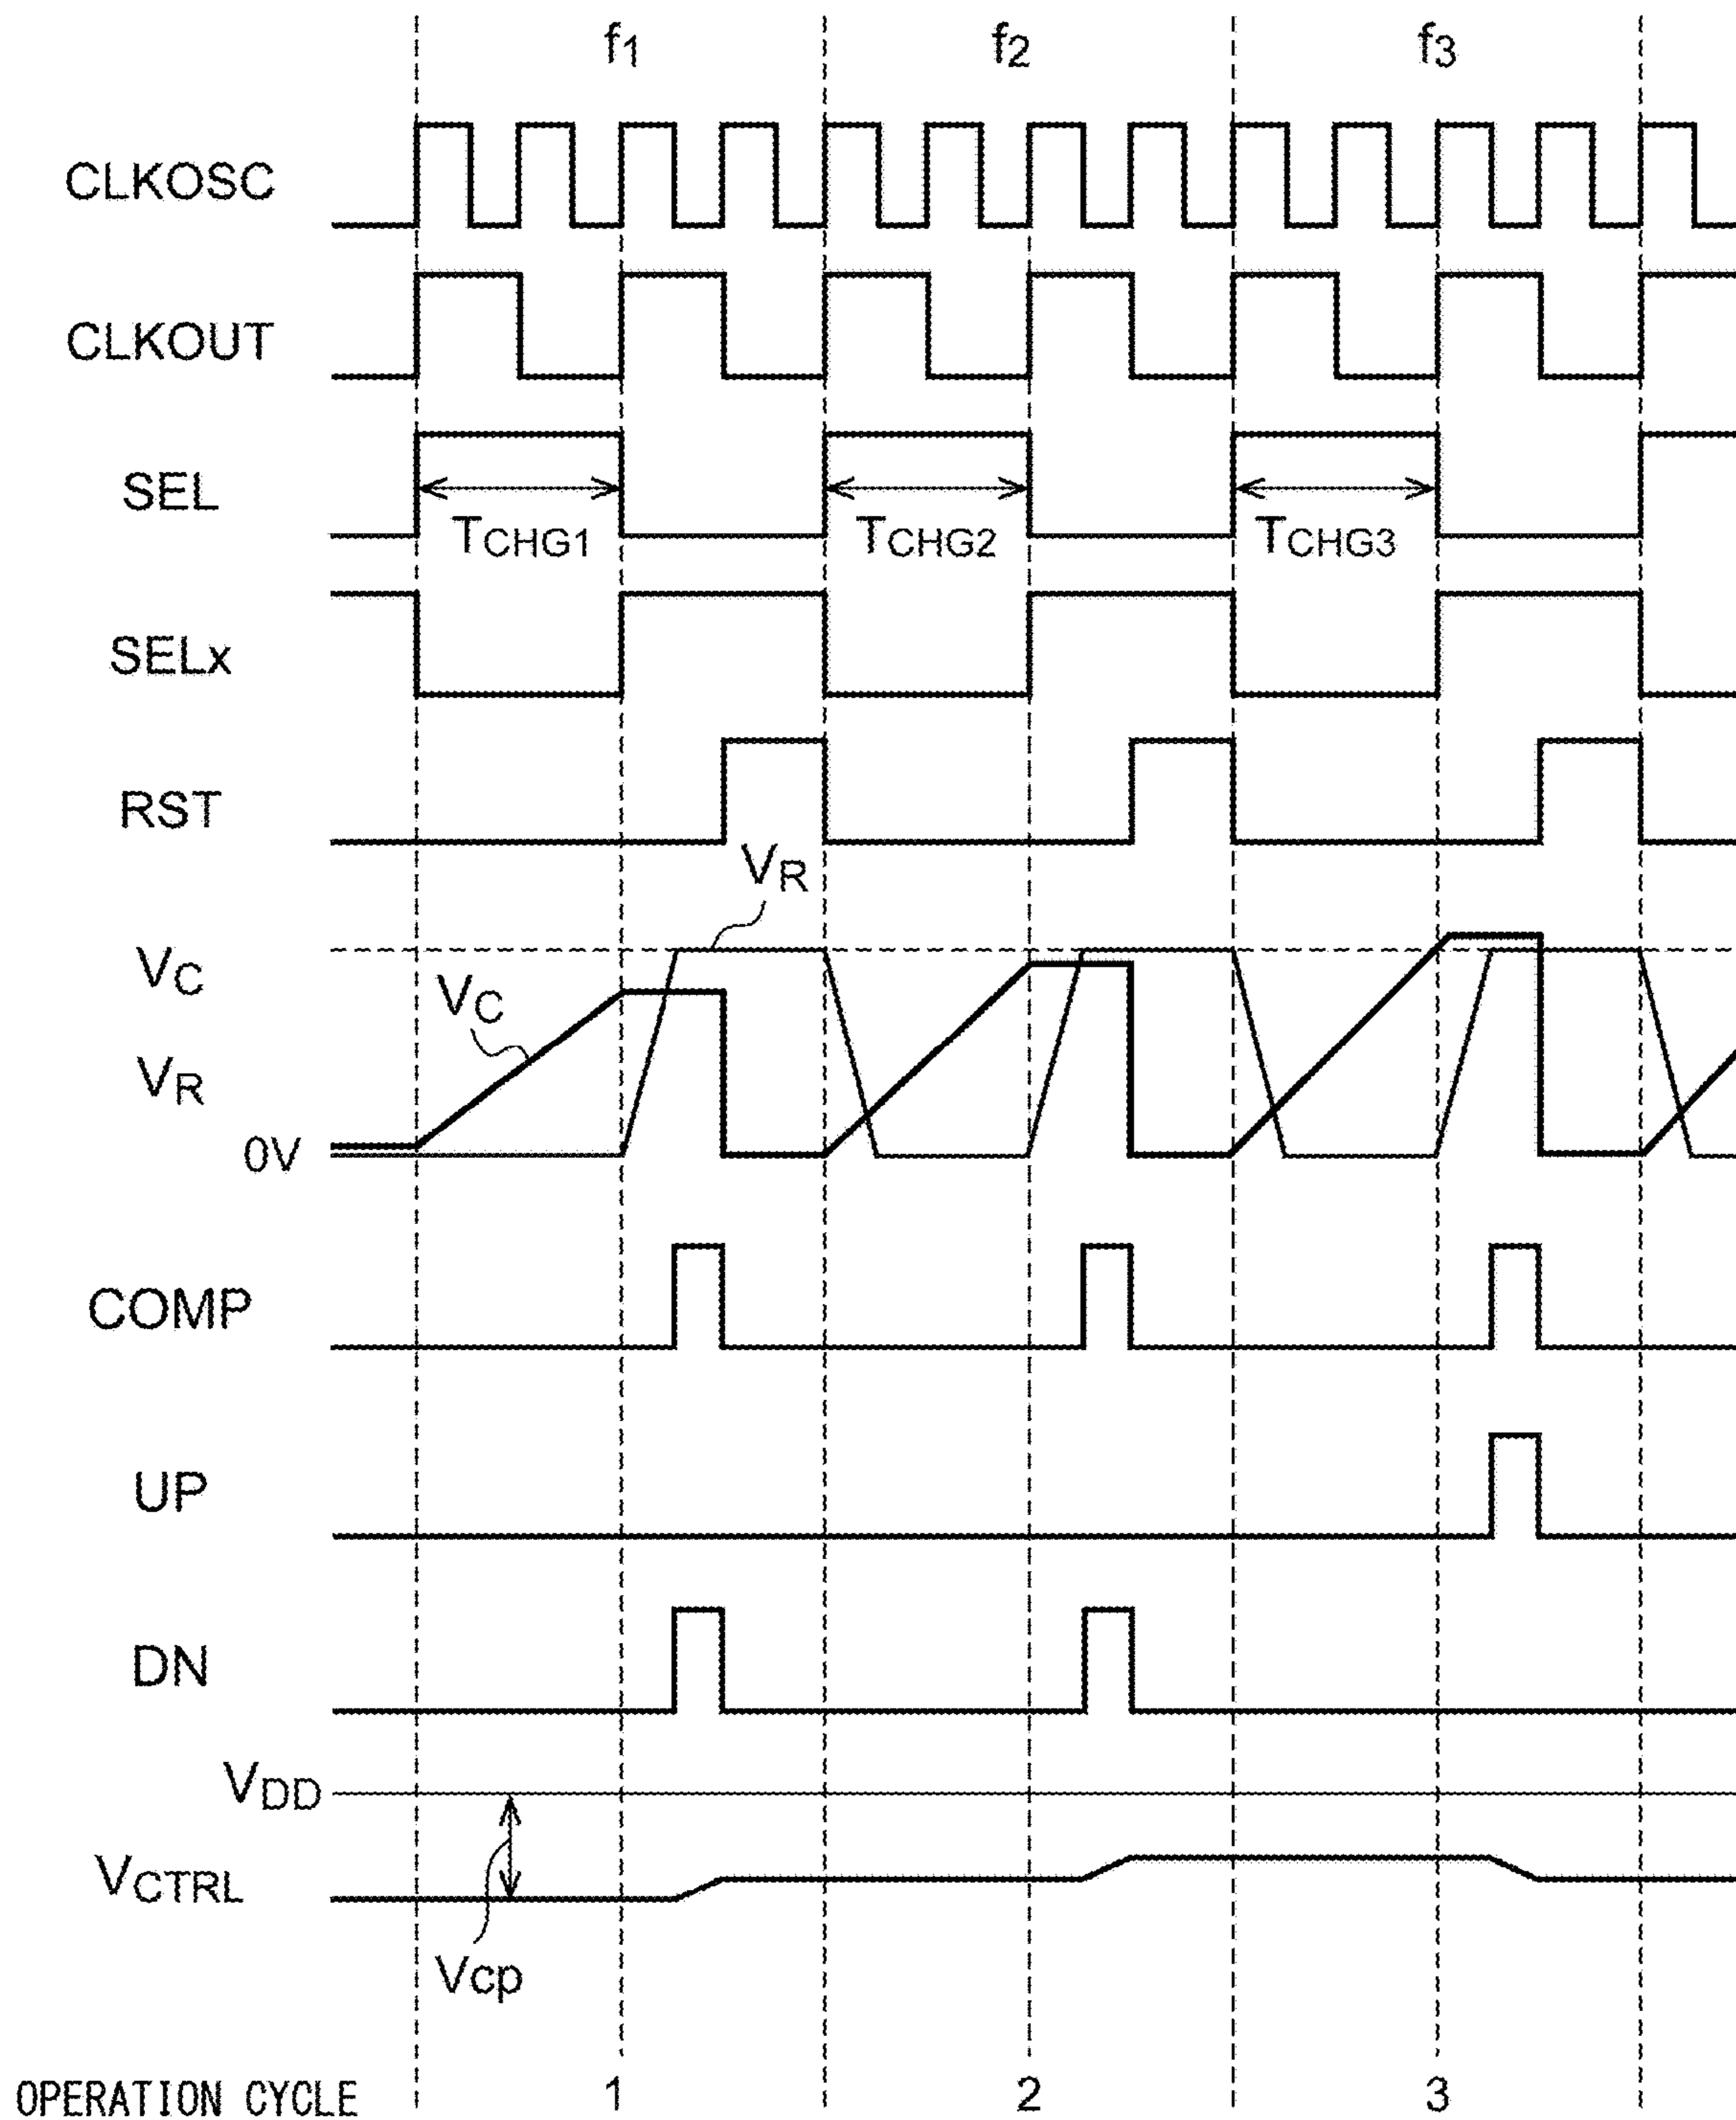 f1 f2 f3
CLKOSC
CLKOUT
SEL
TCHG1 TCHG2 TCHG3
SELx
RST
VR
VC
VC
VR
0V
COMP
UP
DN
VDD
VCTRL
Vcp
OPERATION CYCLE 1 2 3